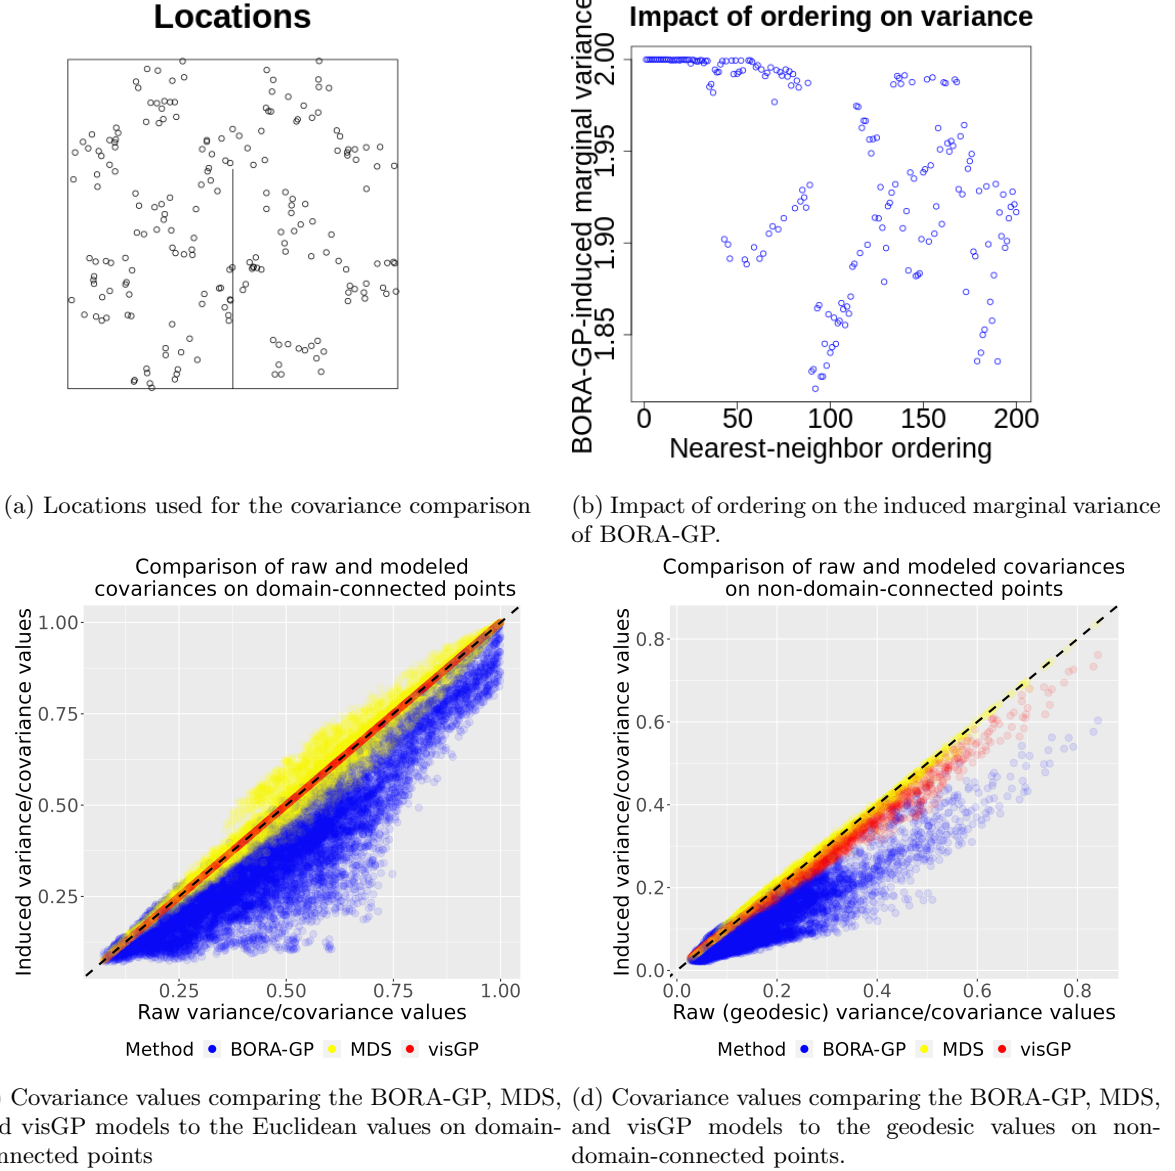 Locations
Impact of ordering on variance
BORA-GP-induced marginal variance
2.00
1.95
1.90
1.85
0 50 100 150 200
Nearest-neighbor ordering
(a) Locations used for the covariance comparison
(b) Impact of ordering on the induced marginal variance
of BORA-GP.
Comparison of raw and modeled
covariances on domain-connected points
Induced variance/covariance values
1.00
0.75
0.50
0.25
0.25 0.50 0.75 1.00
Raw variance/covariance values
Method BORA-GP MDS visGP
Comparison of raw and modeled covariances
on non-domain-connected points
Induced variance/covariance values
0.8
0.6
0.4
0.2
0.0
0.0 0.2 0.4 0.6 0.8
Raw (geodesic) variance/covariance values
Method BORA-GP MDS visGP
) Covariance values comparing the BORA-GP, MDS,
d visGP models to the Euclidean values on domain-
nnected points
(d) Covariance values comparing the BORA-GP, MDS,
and visGP models to the geodesic values on non-
domain-connected points.